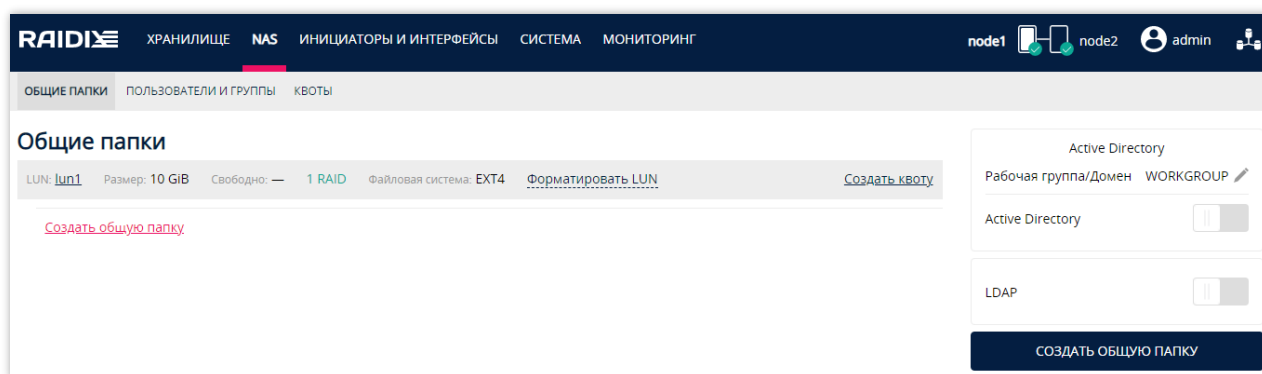 RAIDIX ХРАНИЛИЩЕ NAS ИНИЦИАТОРЫ И ИНТЕРФЕЙСЫ СИСТЕМА МОНИТОРИНГ node1 node2 admin
ОБЩИЕ ПАПКИ ПОЛЬЗОВАТЕЛИ И ГРУППЫ КВОТЫ
Общие папки
LUN: lun1 Размер: 10 GiB Свободно: — 1 RAID Файловая система: EXT4 Форматировать LUN Создать квоту
Создать общую папку
Active Directory
Рабочая группа/Домен WORKGROUP
Active Directory
LDAP
СОЗДАТЬ ОБЩУЮ ПАПКУ